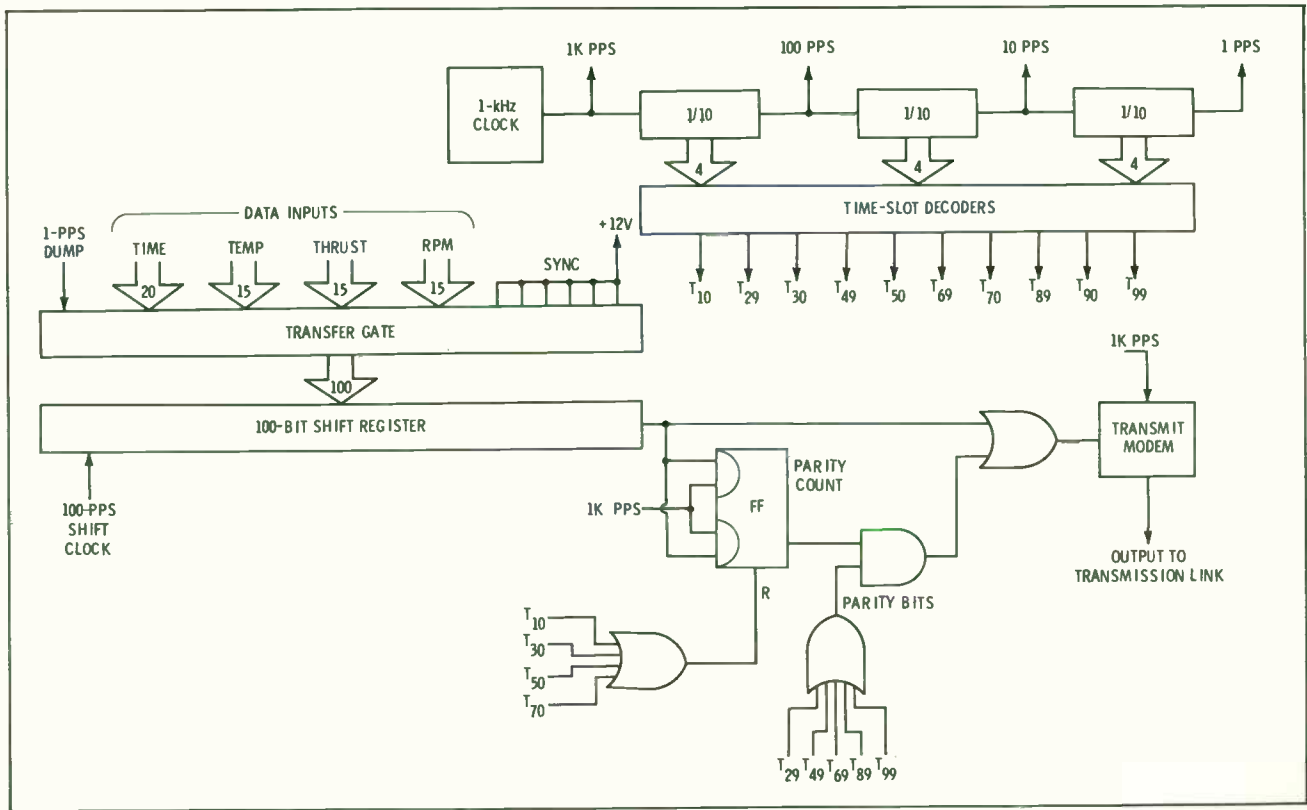 1K PPS
100 PPS
10 PPS
1 PPS
1-kHz
CLOCK
1/10
1/10
1/10
4
4
4
TIME-SLOT DECODERS
T10
T29
T30
T49
T50
T69
T70
T89
T90
T99
DATA INPUTS
1-PPS
DUMP
TIME
TEMP
THRUST
RPM
SYNC
+12V
20
15
15
15
TRANSFER GATE
100
100-BIT SHIFT REGISTER
100-PPS
SHIFT
CLOCK
1K PPS
FF
PARITY
COUNT
R
T10
T30
T50
T70
PARITY BITS
T29
T49
T69
T89
T99
1K PPS
TRANSMIT
MODEM
OUTPUT TO
TRANSMISSION LINK